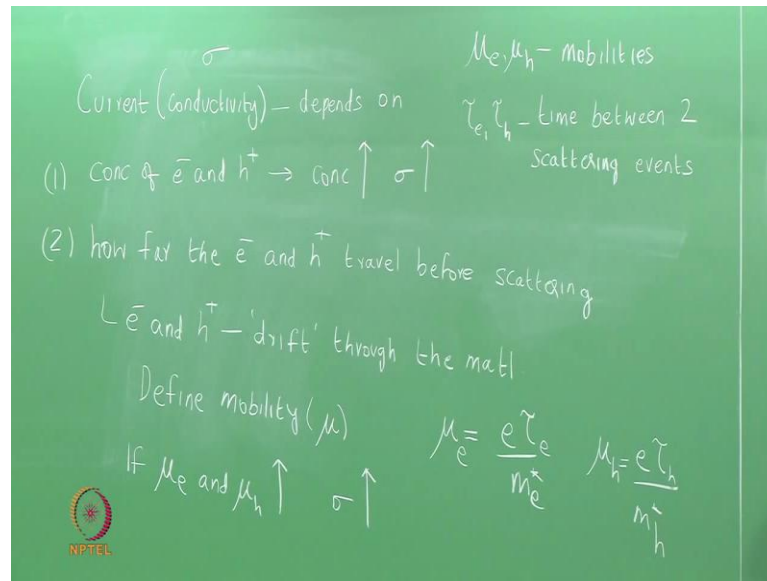 σ
Current (conductivity) – depends on
(1) conc of e⁻ and h⁺ → conc ↑ σ ↑
(2) how far the e⁻ and h⁺ travel before scattering
e⁻ and h⁺ – 'drift' through the matl
Define mobility (μ)
If μe and μh ↑ σ ↑
μe, μh – mobilities
τe, τh – time between 2
scattering events
μe = eτe / me*
μh = eτh / mh*
NPTEL